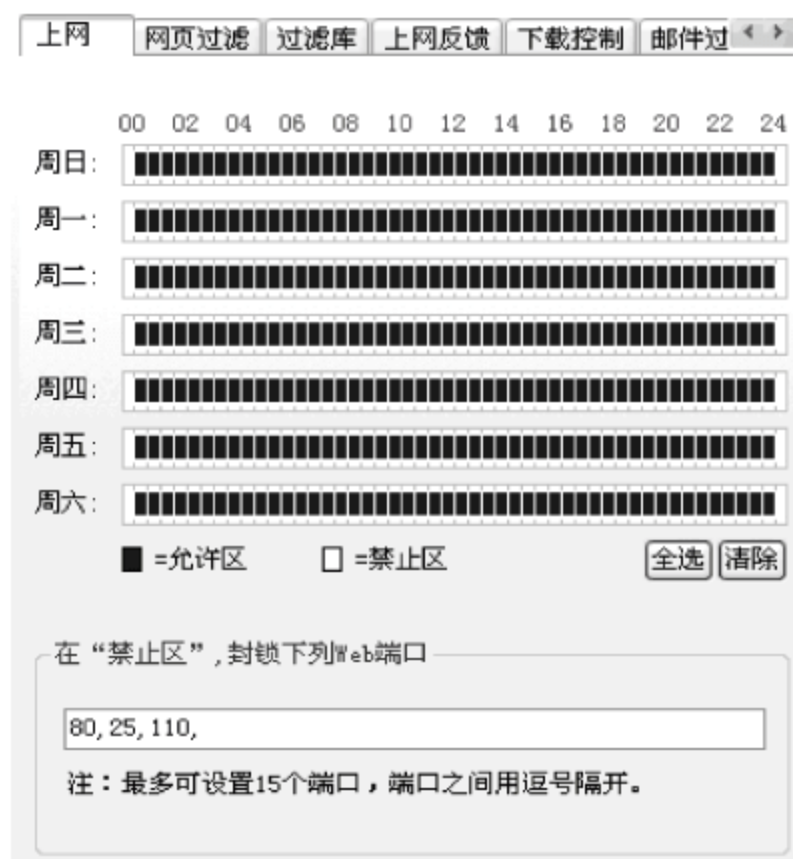 上网 网页过滤 过滤库 上网反馈 下载控制 邮件过
00 02 04 06 08 10 12 14 16 18 20 22 24
周日:
周一:
周二:
周三:
周四:
周五:
周六:
=允许区 =禁止区 全选 清除
在“禁止区”,封锁下列Web端口
80,25,110,
注：最多可设置15个端口，端口之间用逗号隔开。